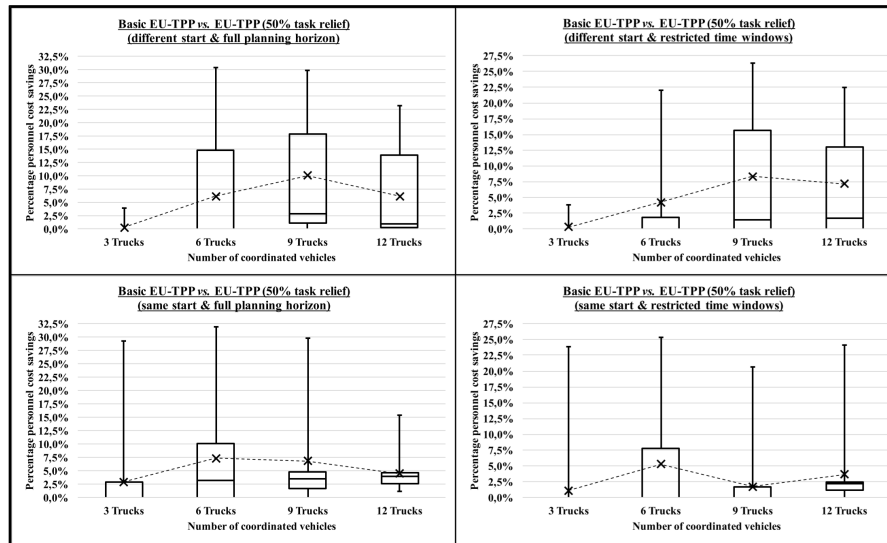 Basic EU-TPP vs. EU-TPP (50% task relief)
(different start & full planning horizon)
Percentage personnel cost savings
32,5%
30,0%
27,5%
25,0%
22,5%
20,0%
17,5%
15,0%
12,5%
10,0%
7,5%
5,0%
2,5%
0,0%
3 Trucks 6 Trucks 9 Trucks 12 Trucks
Number of coordinated vehicles
Basic EU-TPP vs. EU-TPP (50% task relief)
(different start & restricted time windows)
Percentage personnel cost savings
27,5%
25,0%
22,5%
20,0%
17,5%
15,0%
12,5%
10,0%
7,5%
5,0%
2,5%
0,0%
3 Trucks 6 Trucks 9 Trucks 12 Trucks
Number of coordinated vehicles
Basic EU-TPP vs. EU-TPP (50% task relief)
(same start & full planning horizon)
Percentage personnel cost savings
32,5%
30,0%
27,5%
25,0%
22,5%
20,0%
17,5%
15,0%
12,5%
10,0%
7,5%
5,0%
2,5%
0,0%
3 Trucks 6 Trucks 9 Trucks 12 Trucks
Number of coordinated vehicles
Basic EU-TPP vs. EU-TPP (50% task relief)
(same start & restricted time windows)
Percentage personnel cost savings
27,5%
25,0%
22,5%
20,0%
17,5%
15,0%
12,5%
10,0%
7,5%
5,0%
2,5%
0,0%
3 Trucks 6 Trucks 9 Trucks 12 Trucks
Number of coordinated vehicles